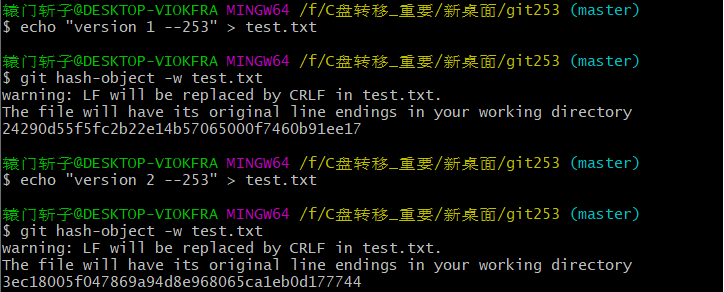 辕门斩子@DESKTOP-VIOKFRA MINGW64 /f/C盘转移_重要/新桌面/git253 (master)
$ echo "version 1 --253" > test.txt
辕门斩子@DESKTOP-VIOKFRA MINGW64 /f/C盘转移_重要/新桌面/git253 (master)
$ git hash-object -w test.txt
warning: LF will be replaced by CRLF in test.txt.
The file will have its original line endings in your working directory
24290d55f5fc2b22e14b57065000f7460b91ee17
辕门斩子@DESKTOP-VIOKFRA MINGW64 /f/C盘转移_重要/新桌面/git253 (master)
$ echo "version 2 --253" > test.txt
辕门斩子@DESKTOP-VIOKFRA MINGW64 /f/C盘转移_重要/新桌面/git253 (master)
$ git hash-object -w test.txt
warning: LF will be replaced by CRLF in test.txt.
The file will have its original line endings in your working directory
3ec18005f047869a94d8e968065ca1eb0d177744